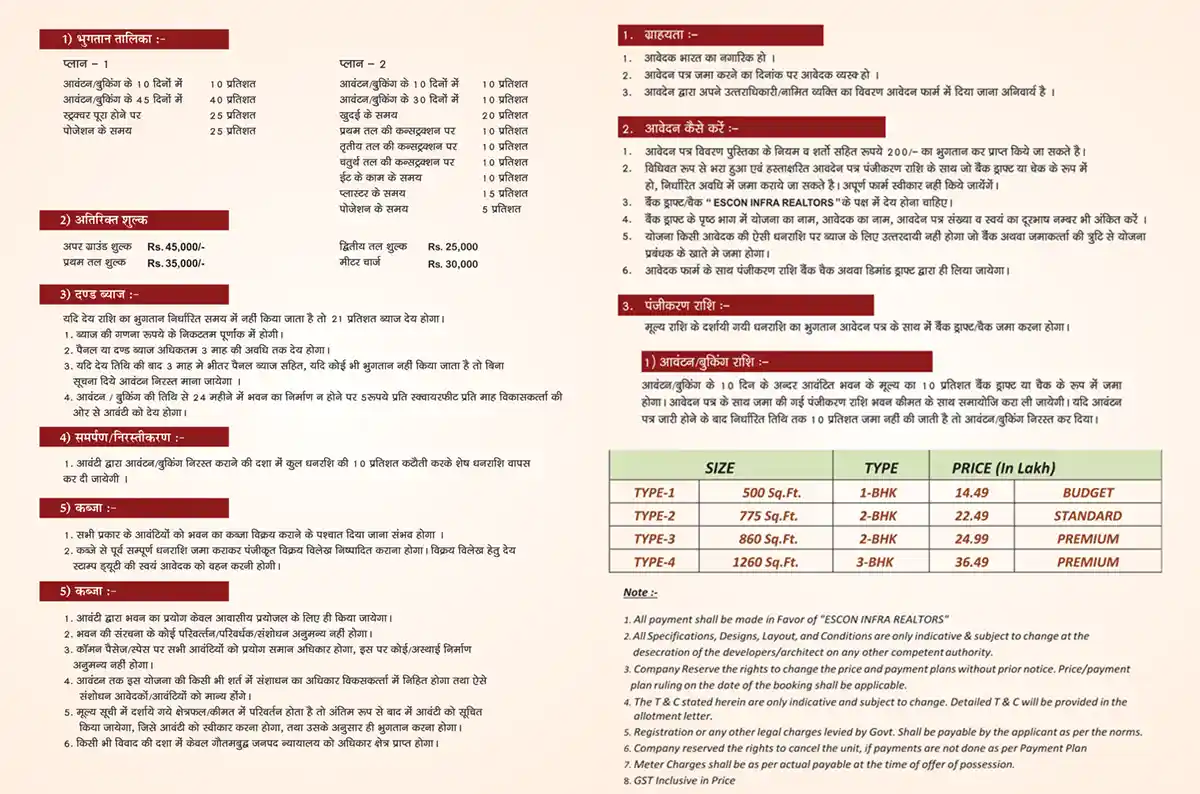 1) भुगतान तालिका :-
प्लान – 1
आवंटन/बुकिंग के 10 दिनों में 10 प्रतिशत
आवंटन/बुकिंग के 45 दिनों में 40 प्रतिशत
स्ट्रक्चर पूरा होने पर 25 प्रतिशत
पोजेशन के समय 25 प्रतिशत
प्लान – 2
आवंटन/बुकिंग के 10 दिनों में 10 प्रतिशत
आवंटन/बुकिंग के 30 दिनों में 10 प्रतिशत
खुदाई के समय 20 प्रतिशत
प्रथम तल की कन्सट्रक्शन पर 10 प्रतिशत
तृतीय तल की कन्सट्रक्शन पर 10 प्रतिशत
चतुर्थ तल की कन्सट्रक्शन पर 10 प्रतिशत
ईट के काम के समय 10 प्रतिशत
प्लास्टर के समय 15 प्रतिशत
पोजेशन के समय 5 प्रतिशत
2) अतिरिक्त शुल्क
अपर ग्राउंड शुल्क Rs. 45,000/- द्वितीय तल शुल्क Rs. 25,000
प्रथम तल शुल्क Rs. 35,000/- मीटर चार्ज Rs. 30,000
3) दण्ड ब्याज :-
यदि देय राशि का भुगतान निर्धारित समय में नहीं किया जाता है तो 21 प्रतिशत ब्याज देय होगा।
1. ब्याज की गणना रूपये के निकटतम पूर्णांक में होगी।
2. पैनल या दण्ड ब्याज अधिकतम 3 माह की अवधि तक देय होगा।
3. यदि देय तिथि की बाद 3 माह मे भीतर पैनल ब्याज सहित, यदि कोई भी भुगतान नहीं किया जाता है तो बिना
सूचना दिये आवंटन निरस्त माना जायेगा ।
4. आवंटन / बुकिंग की तिथि से 24 महीने में भवन का निर्माण न होने पर 5रूपये प्रति स्क्वायरफीट प्रति माह विकासकर्त्ता की
ओर से आवंटी को देय होगा।
4) समर्पण/निरस्तीकरण :-
1. आवंटी द्वारा आवंटन/बुकिंग निरस्त कराने की दशा में कुल धनरशि की 10 प्रतिशत कटौती करके शेष धनराशि वापस
कर दी जायेगी ।
5) कब्जा :-
1. सभी प्रकार के आवंटियों को भवन का कब्जा विक्रय कराने के पश्चात दिया जाना संभव होगा ।
2. कब्जे से पूर्व सम्पूर्ण धनराशि जमा कराकर पंजीकृत विक्रय विलेख निष्पादित कराना होगा। विक्रय विलेख हेतु देय
स्टाम्प ड्यूटी की स्वयं आवेदक को वहन करनी होगी।
5) कब्जा :-
1. आवंटी द्वारा भवन का प्रयोग केवल आवासीय प्रयोजल के लिए ही किया जायेगा।
2. भवन की संरचना के कोई परिवर्त्तन/परिवर्धक/संशोधन अनुमन्य नहीं होगा।
3. कॉमन पैसेज/स्पेस पर सभी आवंटियों को प्रयोग समान अधिकार होगा, इस पर कोई/अस्थाई निर्माण
अनुमन्य नहीं होगा।
4. आवंटन तक इस योजना की किसी भी शर्त में संशाधन का अधिकार विकसकर्त्ता में निहित होगा तथा ऐसे
संशोधन आवेदकों/आवंटियों को मान्य होंगे।
5. मूल्य सूची में दर्शाये गये क्षेत्रफल/कीमत में परिवर्तन होता है तो अंतिम रूप से बाद में आवंटी को सूचित
किया जायेगा, जिसे आवंटी को स्वीकार करना होगा, तथा उसके अनुसार ही भुगतान करना होगा।
6. किसी भी विवाद की दशा में केवल गौतमबुद्व जनपद न्यायालय को अधिकार क्षेत्र प्राप्त होगा।
1. ग्राहयता :-
1. आवेदक भारत का नागरिक हो ।
2. आवेदन पत्र जमा करने का दिनांक पर आवेदक व्यस्क हो ।
3. आवदेन द्वारा अपने उत्तराधिकारी/नामित व्यक्ति का विवरण आवेदन फार्म में दिया जाना अनिवार्य है ।
2. आवेदन कैसे करें :-
1. आवेदन पत्र विवरण पुस्तिका के नियम व शर्तो सहित रूपये 200/- का भुगतान कर प्राप्त किये जा सकते है।
2. विधिवत रूप से भरा हुआ एवं हस्ताक्षरित आवदेन पत्र पंजीकरण राशि के साथ जो बैंक ड्राफ्ट या चेक के रूप में
हो, निर्धारित अवधि में जमा कराये जा सकते है। अपूर्ण फार्म स्वीकार नहीं किये जायेंगें।
3. बैंक ड्राफ्ट/चैक “ ESCON INFRA REALTORS ”के पक्ष में देय होना चाहिए।
4. बैंक ड्राफ्ट के पृष्ठ भाग में योजना का नाम, आवेदक का नाम, आवदेन पत्र संख्या व स्वयं का दूरभाष नम्बर भी अंकित करें ।
5. योजना किसी आवेदक की ऐसी धनराशि पर ब्याज के लिए उत्तरदायी नही होगा जो बैंक अथवा जमाकर्त्ता की त्रुटि से योजना
प्रबंधक के खाते मे जमा होगा।
6. आवेदक फार्म के साथ पंजीकरण राशि बैंक चैक अथवा डिमांड ड्राफ्ट द्वारा ही लिया जायेगा।
3. पंजीकरण राशि :-
मूल्य राशि के दर्शायी गयी धनराशि का भुगतान आवेदन पत्र के साथ में बैंक ड्राफ्ट/चैक जमा करना होगा।
1) आवंटन/बुकिंग राशि :-
आवंटन/बुकिंग के 10 दिन के अन्दर आवंटित भवन के मूल्य का 10 प्रतिशत बैंक ड्राफ्ट या चैक के रूप में जमा
होगा। आवेदन पत्र के साथ जमा की गई पंजीकरण राशि भवन कीमत के साथ समायोजि करा ली जायेगी। यदि आवंटन
पत्र जारी होने के बाद निर्धारित तिथि तक 10 प्रतिशत जमा नहीं की जाती है तो आवंटन/बुकिंग निरस्त कर दिया।
SIZE TYPE PRICE (In Lakh)
TYPE-1 500 Sq.Ft. 1-BHK 14.49 BUDGET
TYPE-2 775 Sq.Ft. 2-BHK 22.49 STANDARD
TYPE-3 860 Sq.Ft. 2-BHK 24.99 PREMIUM
TYPE-4 1260 Sq.Ft. 3-BHK 36.49 PREMIUM
Note :-
1. All payment shall be made in Favor of "ESCON INFRA REALTORS"
2. All Specifications, Designs, Layout, and Conditions are only indicative & subject to change at the
desecration of the developers/architect on any other competent authority.
3. Company Reserve the rights to change the price and payment plans without prior notice. Price/payment
plan ruling on the date of the booking shall be applicable.
4. The T & C stated herein are only indicative and subject to change. Detailed T & C will be provided in the
allotment letter.
5. Registration or any other legal charges levied by Govt. Shall be payable by the applicant as per the norms.
6. Company reserved the rights to cancel the unit, if payments are not done as per Payment Plan
7. Meter Charges shall be as per actual payable at the time of offer of possession.
8. GST Inclusive in Price